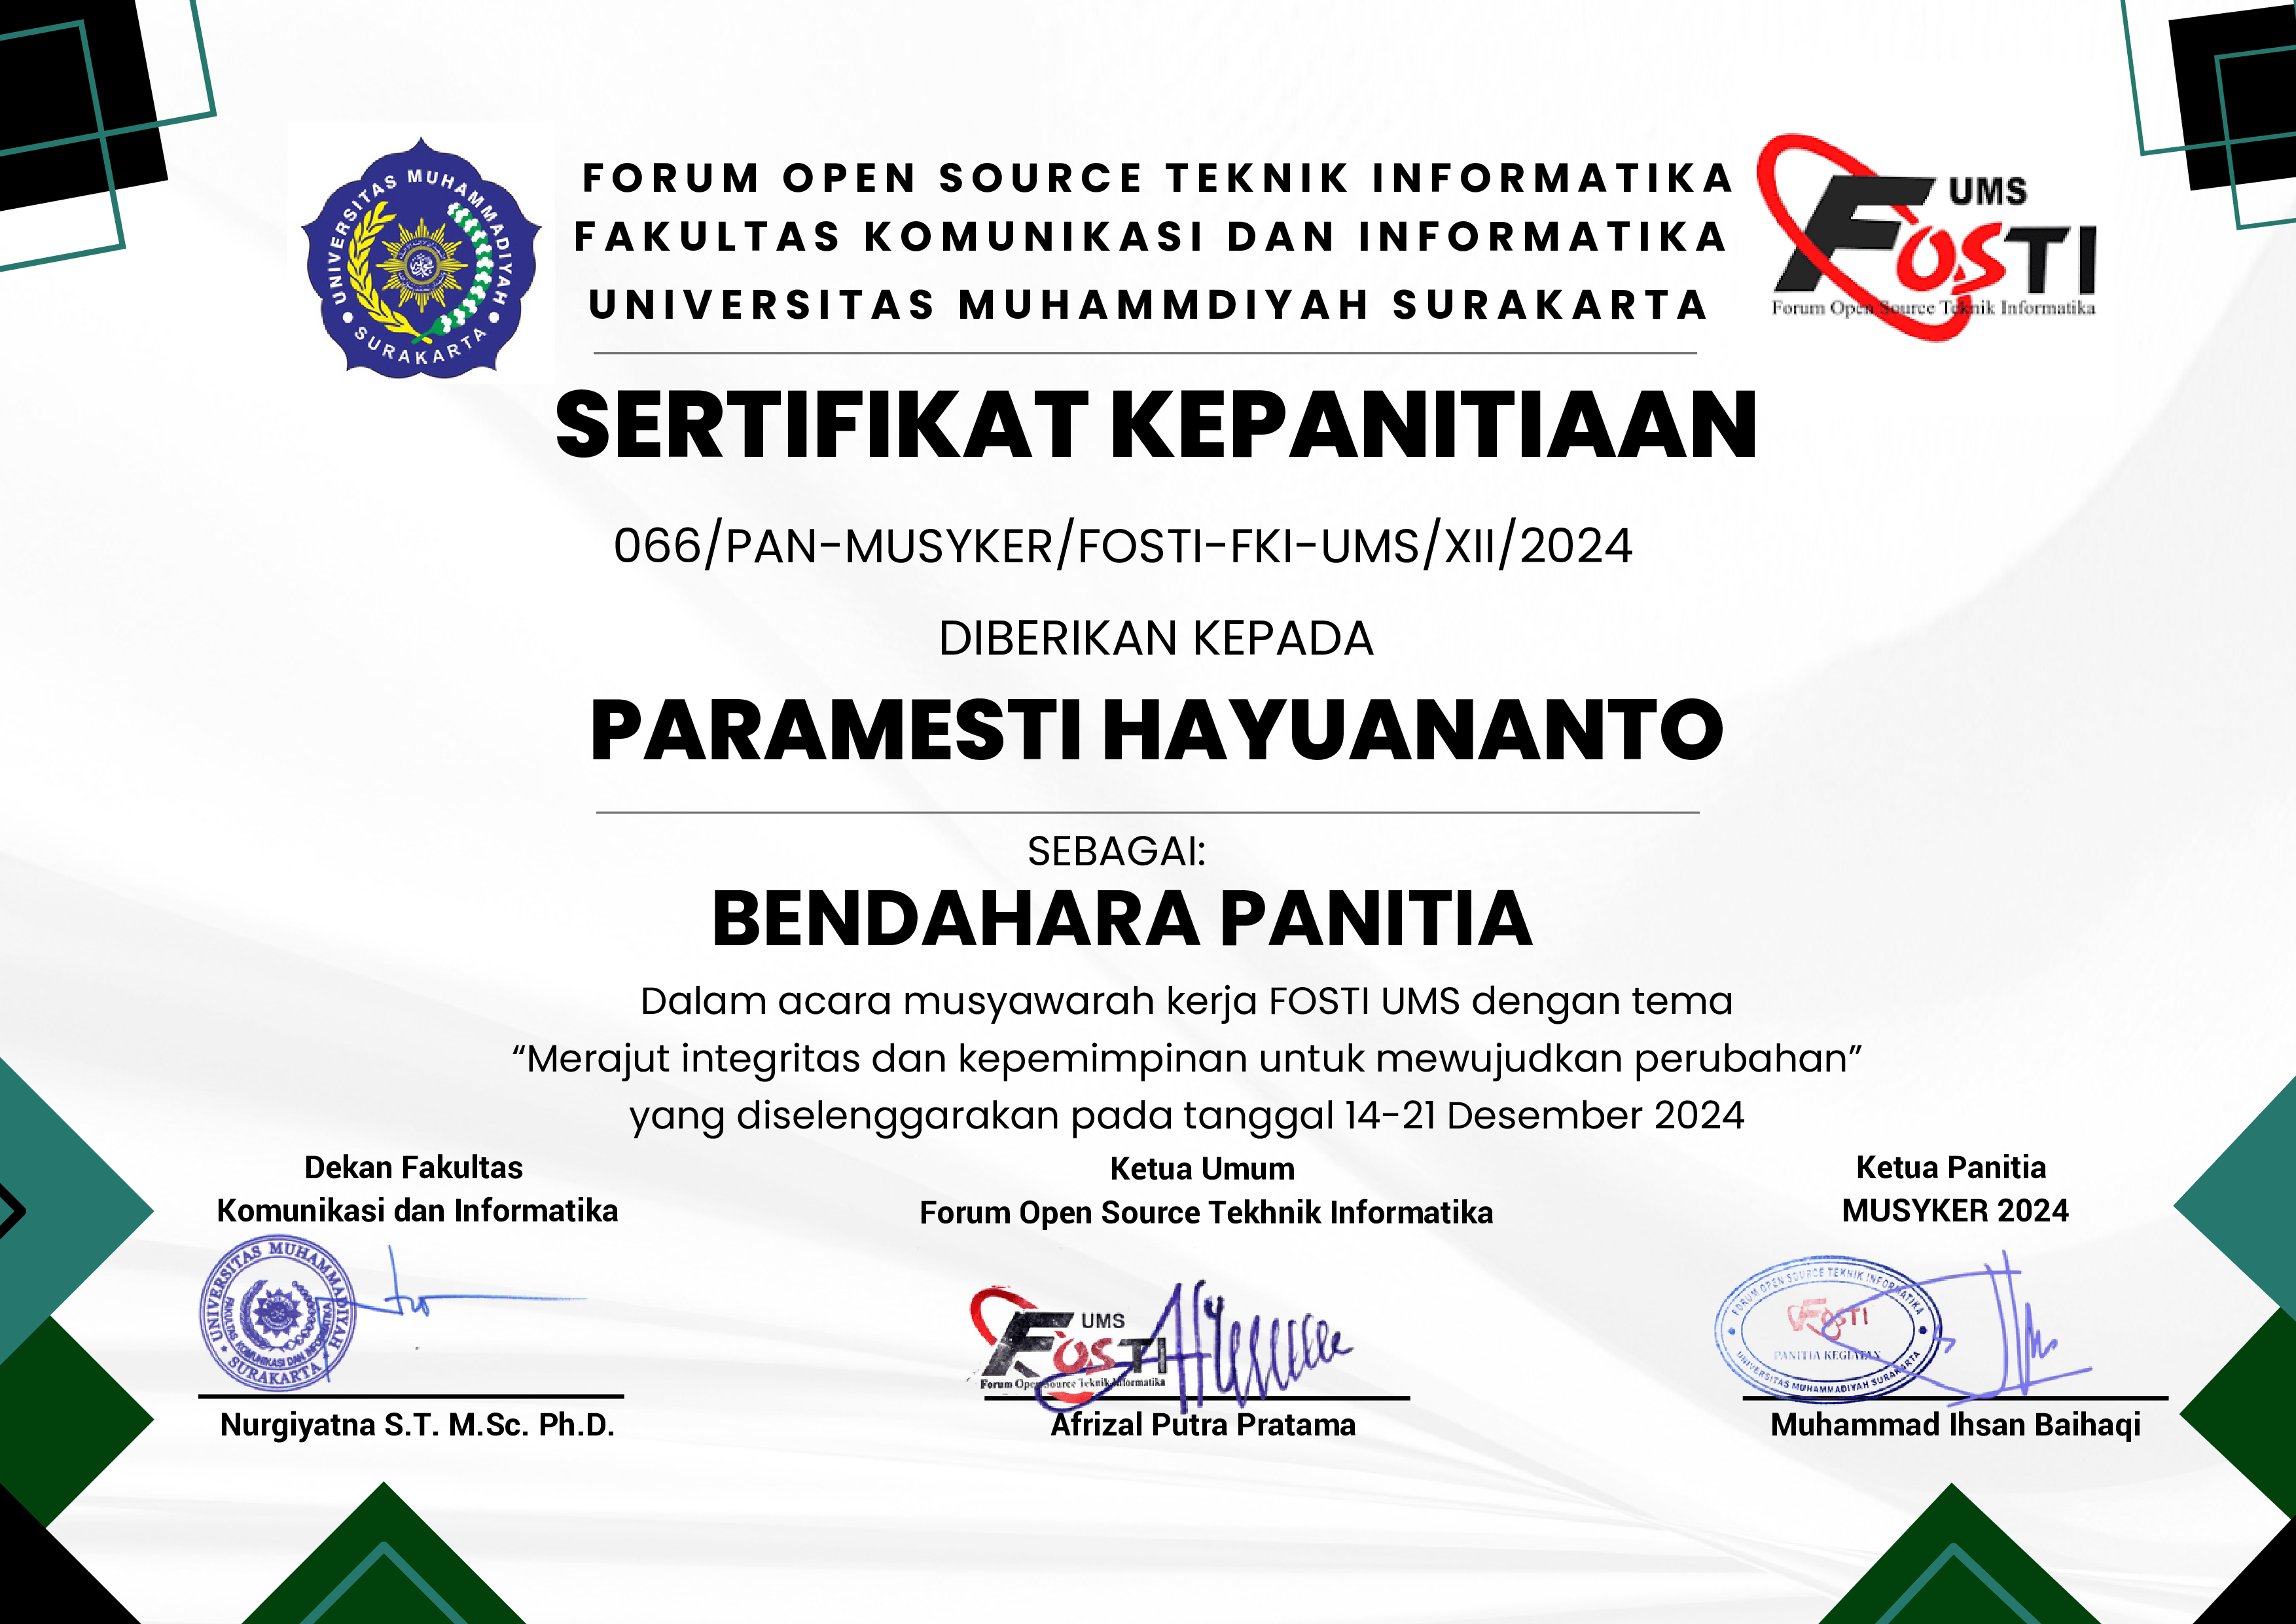 UNIVERSITAS MUHAMMADIYAH
SURAKARTA
FORUM OPEN SOURCE TEKNIK INFORMATIKA
FAKULTAS KOMUNIKASI DAN INFORMATIKA
UNIVERSITAS MUHAMMDIYAH SURAKARTA
UMS
FOSTI
Forum Open Source Teknik Informatika
SERTIFIKAT KEPANITIAAN
066/PAN-MUSYKER/FOSTI-FKI-UMS/XII/2024
DIBERIKAN KEPADA
PARAMESTI HAYUANANTO
SEBAGAI:
BENDAHARA PANITIA
Dalam acara musyawarah kerja FOSTI UMS dengan tema
“Merajut integritas dan kepemimpinan untuk mewujudkan perubahan”
yang diselenggarakan pada tanggal 14-21 Desember 2024
Dekan Fakultas
Komunikasi dan Informatika
UNIVERSITAS MUHAMMADIYAH
FAKULTAS KOMUNIKASI DAN INFORMATIKA
SURAKARTA
Nurgiyatna S.T. M.Sc. Ph.D.
Ketua Umum
Forum Open Source Tekhnik Informatika
UMS
FOSTI
Forum Open Source Teknik Informatika
Afrizal Putra Pratama
Ketua Panitia
MUSYKER 2024
FORUM OPEN SOURCE TEKNIK INFORMATIKA
FOSTI
PANITIA KEGIATAN
UNIVERSITAS MUHAMMADIYAH SURAKARTA
Muhammad Ihsan Baihaqi